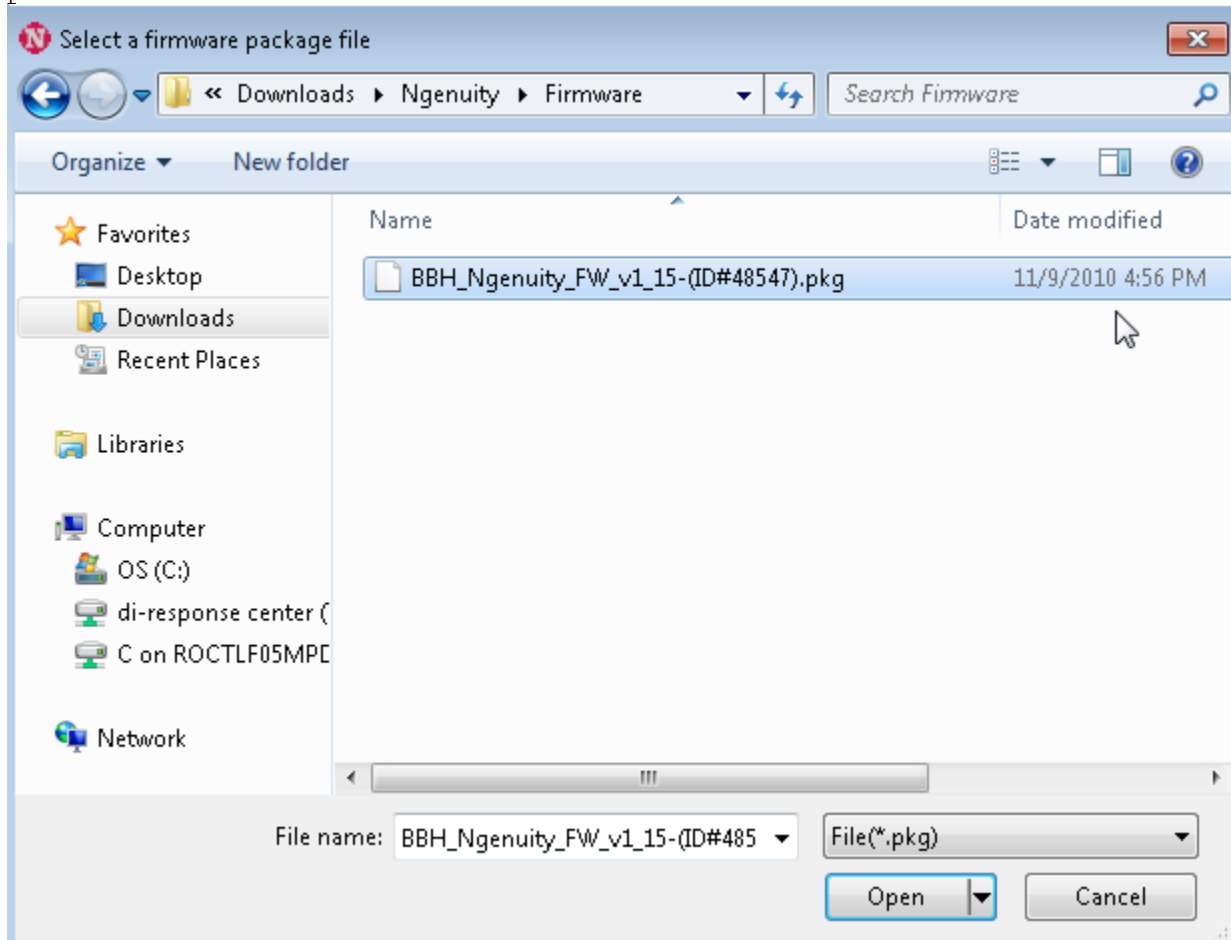 Select a firmware package file
« Downloads ▸ Ngenuity ▸ Firmware
Search Firmware
Organize
New folder
Name
Date modified
Favorites
Desktop
Downloads
Recent Places
Libraries
Computer
OS (C:)
di-response center (
C on ROCTLF05MPD
Network
BBH_Ngenuity_FW_v1_15-(ID#48547).pkg
11/9/2010 4:56 PM
File name:
BBH_Ngenuity_FW_v1_15-(ID#485
File(*.pkg)
Open
Cancel